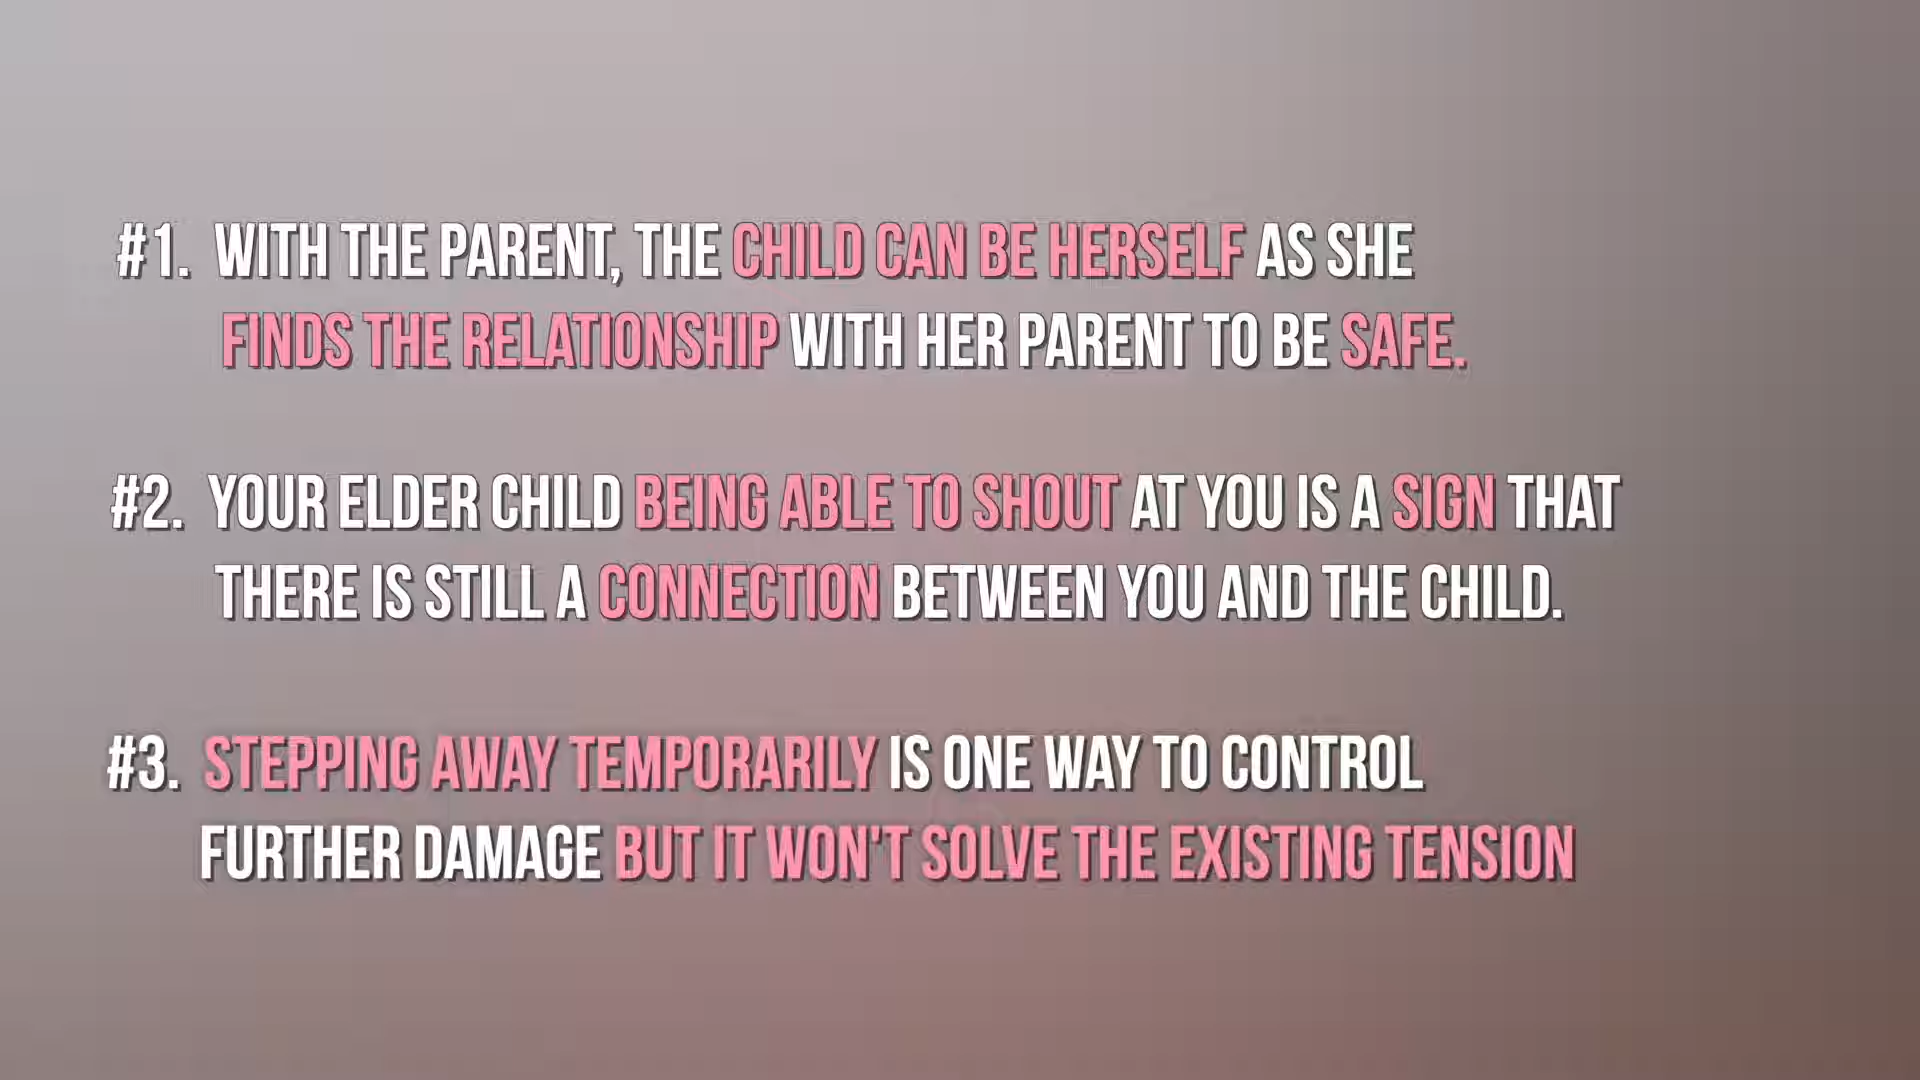 #1. WITH THE PARENT, THE CHILD CAN BE HERSELF AS SHE
FINDS THE RELATIONSHIP WITH HER PARENT TO BE SAFE.
#2. YOUR ELDER CHILD BEING ABLE TO SHOUT AT YOU IS A SIGN THAT
THERE IS STILL A CONNECTION BETWEEN YOU AND THE CHILD.
#3. STEPPING AWAY TEMPORARILY IS ONE WAY TO CONTROL
FURTHER DAMAGE BUT IT WON'T SOLVE THE EXISTING TENSION